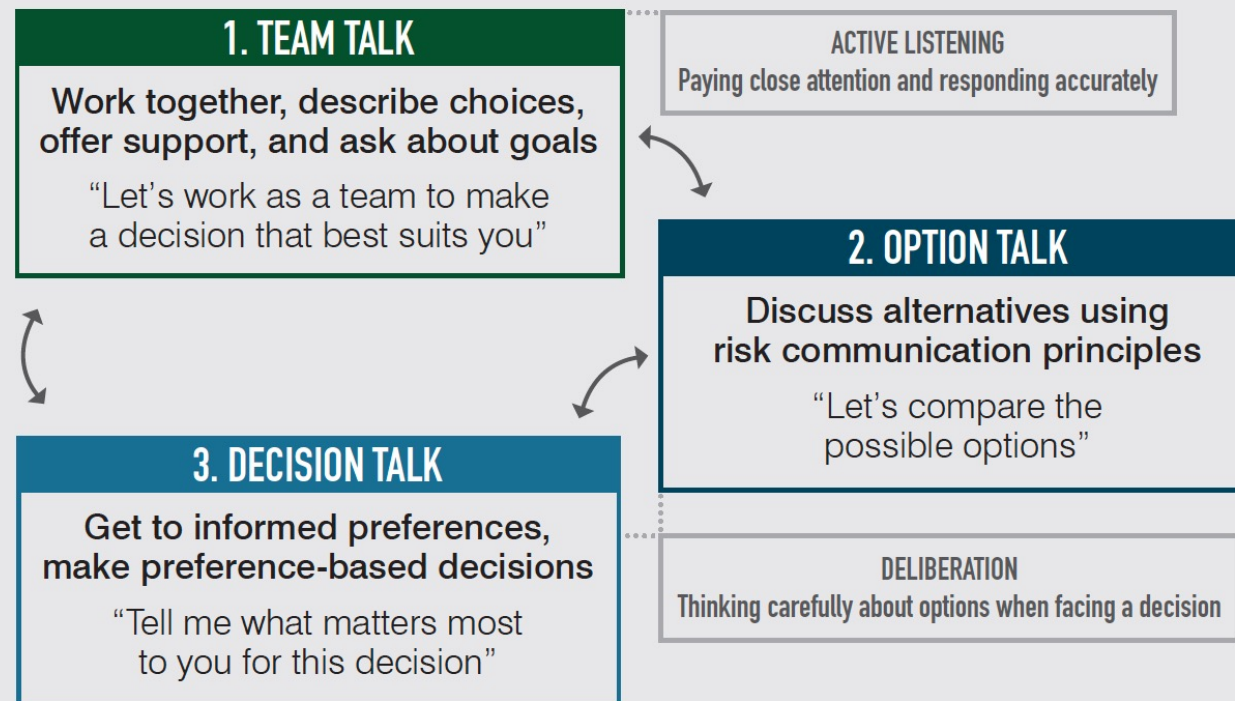 1. TEAM TALK
Work together, describe choices,
offer support, and ask about goals
“Let’s work as a team to make
a decision that best suits you”
ACTIVE LISTENING
Paying close attention and responding accurately
2. OPTION TALK
Discuss alternatives using
risk communication principles
“Let’s compare the
possible options”
3. DECISION TALK
Get to informed preferences,
make preference-based decisions
“Tell me what matters most
to you for this decision”
DELIBERATION
Thinking carefully about options when facing a decision